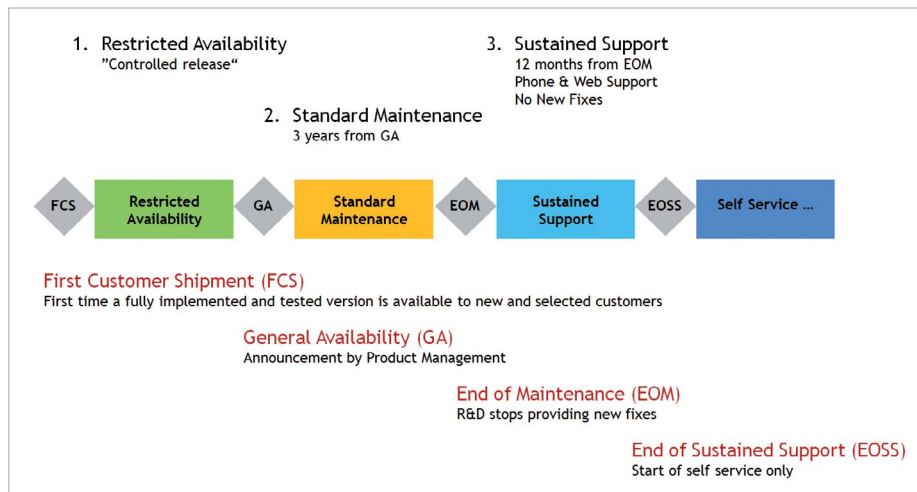 1. Restricted Availability
”Controlled release“
3. Sustained Support
12 months from EOM
Phone & Web Support
No New Fixes
2. Standard Maintenance
3 years from GA
FCS
Restricted
Availability
GA
Standard
Maintenance
EOM
Sustained
Support
EOSS
Self Service ...
First Customer Shipment (FCS)
First time a fully implemented and tested version is available to new and selected customers
General Availability (GA)
Announcement by Product Management
End of Maintenance (EOM)
R&D stops providing new fixes
End of Sustained Support (EOSS)
Start of self service only